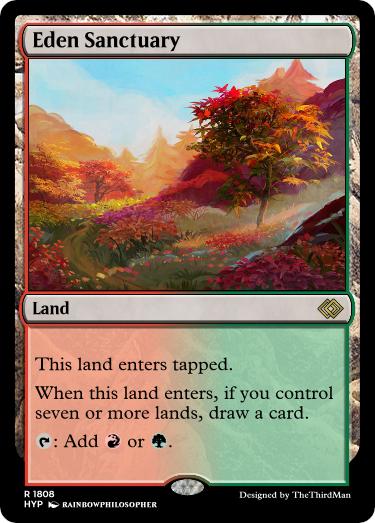 Eden Sanctuary
Land
This land enters tapped.
When this land enters, if you control
seven or more lands, draw a card.
: Add or .
R 1808
HYP RAINBOWPHILOSOPHER
Designed by TheThirdMan